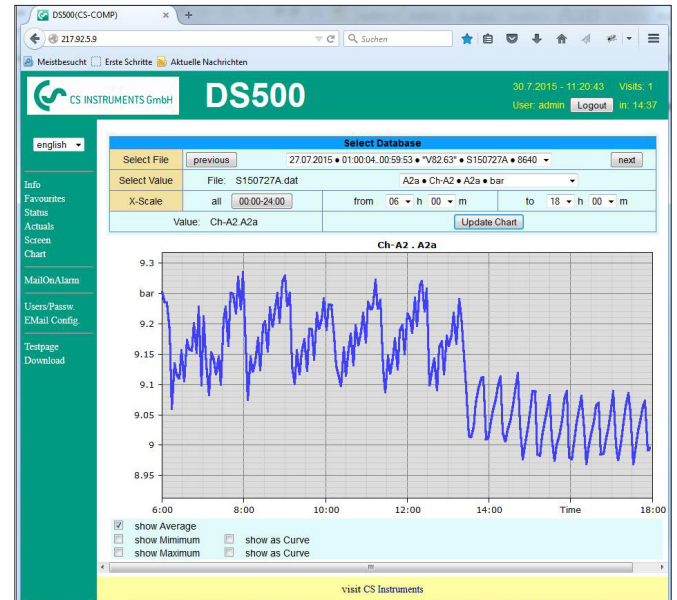 DS500(CS-COMP) × +
217.92.5.9 Suchen
Meistbesucht Erste Schritte Aktuelle Nachrichten
CS INSTRUMENTS GmbH
DS500
30.7.2015 - 11:20:43 Visits: 1
User: admin Logout in: 14:37
english
Info
Favourites
Status
Actuals
Screen
Chart
MailOnAlarm
Users/Passw.
EMail Config.
Testpage
Download
Select Database
Select File previous 27.07.2015 ● 01:00:04..00:59:53 ● "V82.63" ● S150727A ● 8640 next
Select Value File: S150727A.dat A2a ● Ch-A2 ● A2a ● bar
X-Scale all 00:00-24:00 from 06 h 00 m to 18 h 00 m
Value: Ch-A2.A2a Update Chart
Ch-A2 . A2a
9.3
bar
9.2
9.15
9.1
9.05
9
8.95
6:00 8:00 10:00 12:00 14:00 Time 18:00
show Average
show Mimimum show as Curve
show Maximum show as Curve
visit CS Instruments